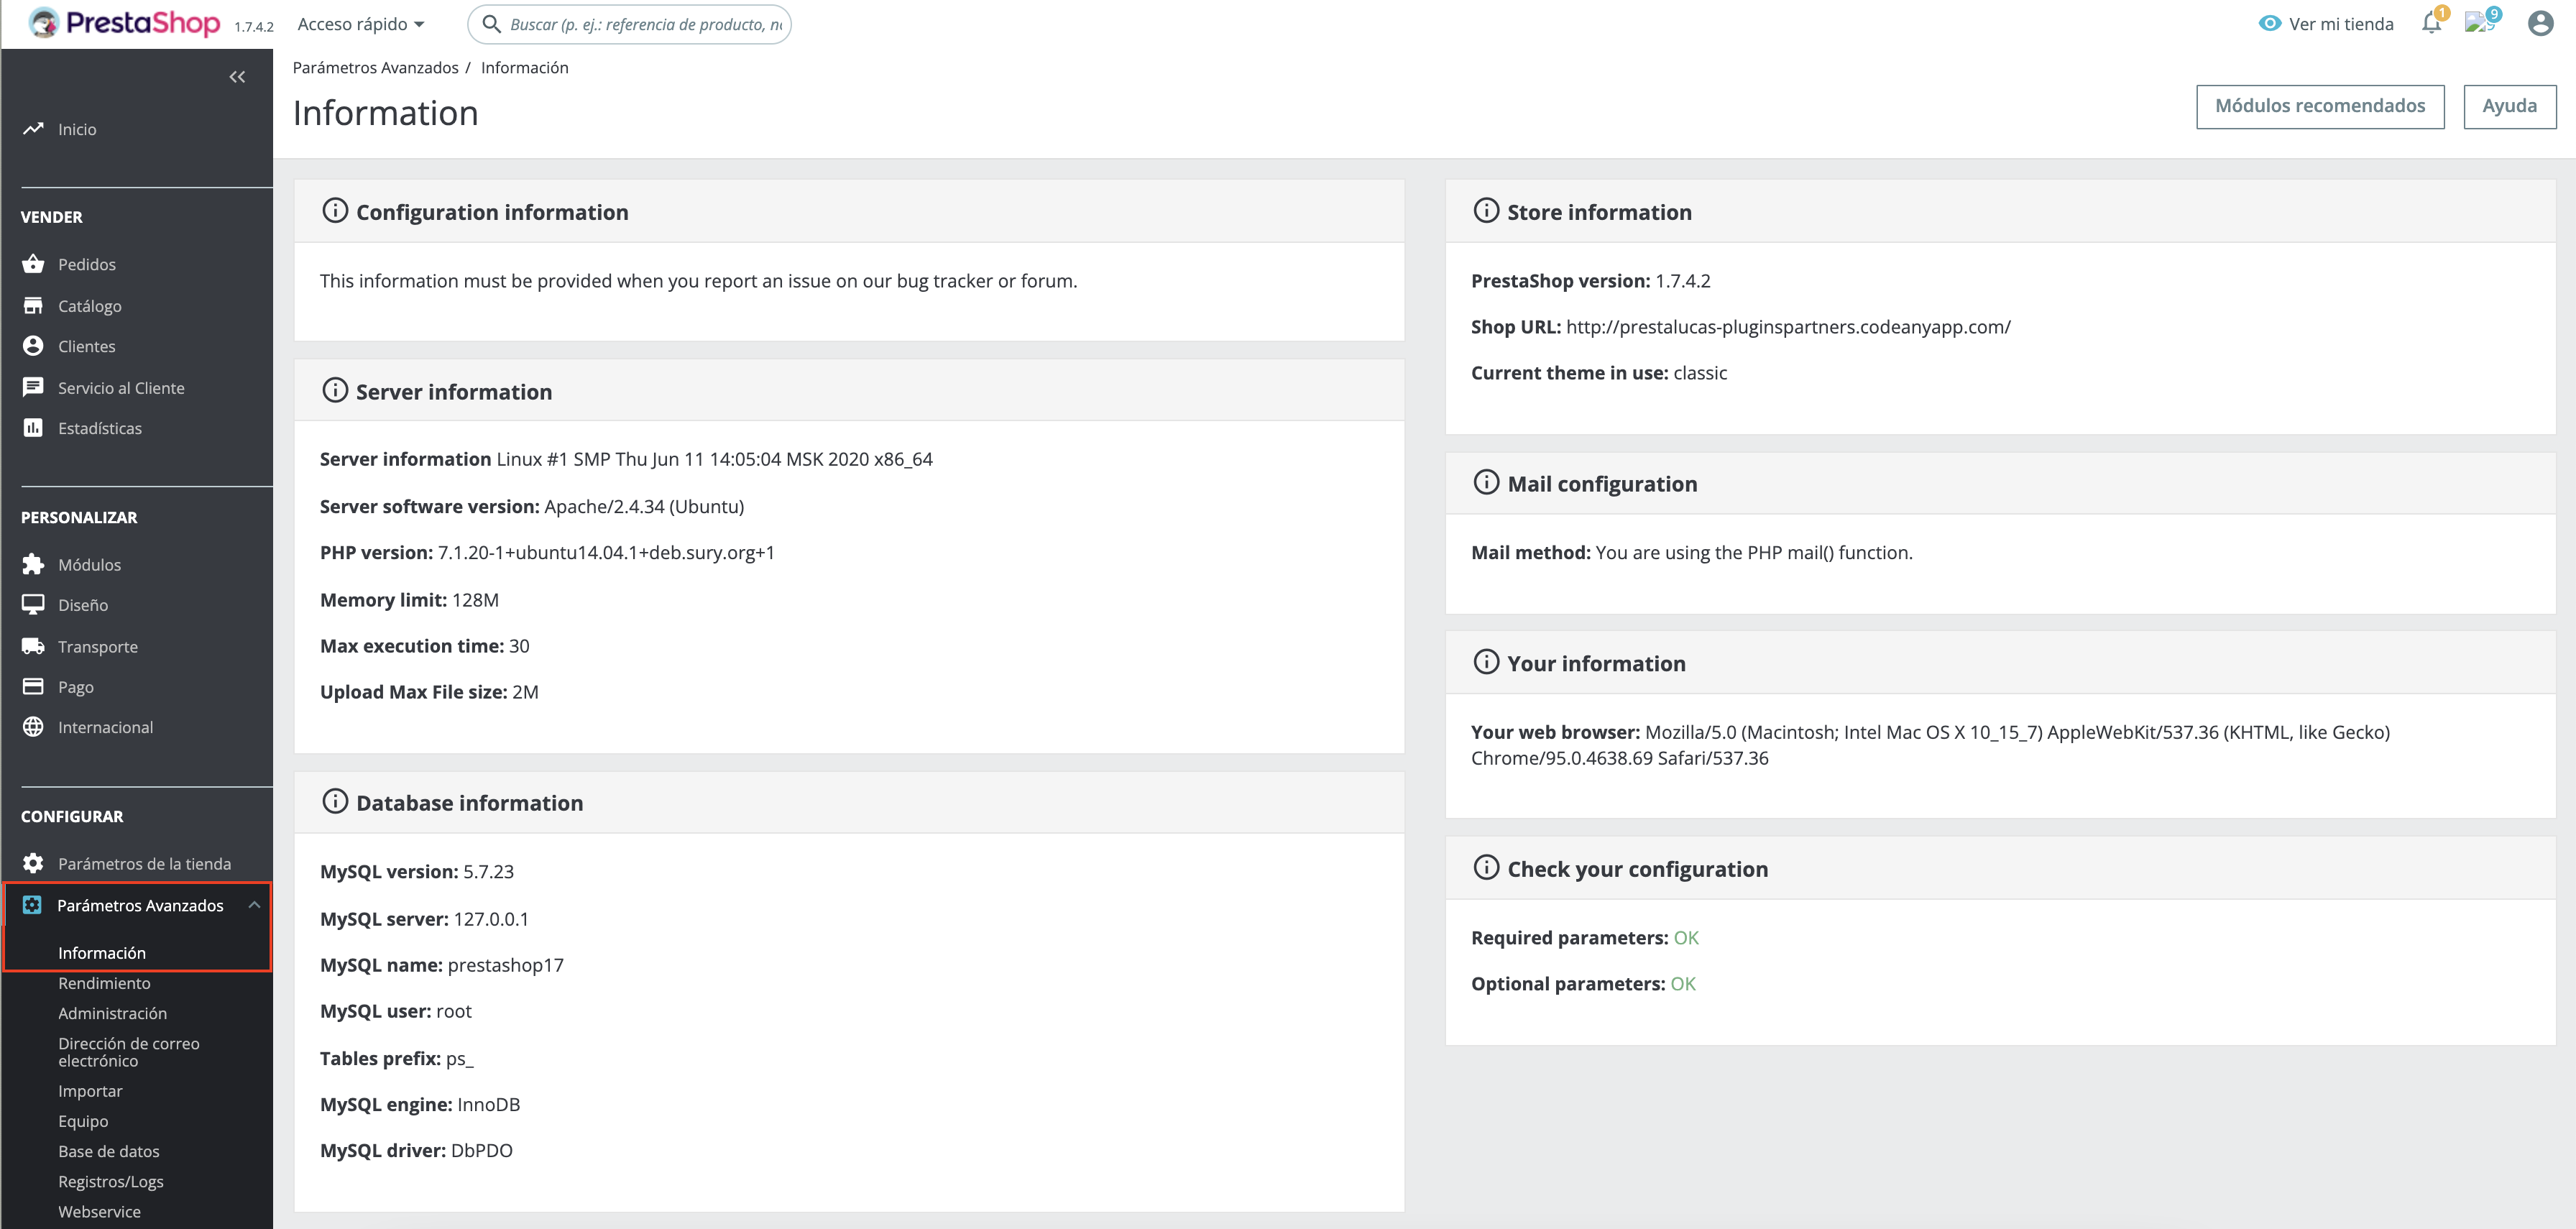 PrestaShop 1.7.4.2 Acceso rápido Buscar (p. ej.: referencia de producto, n Ver mi tienda 1 9
Parámetros Avanzados / Información
Information
Módulos recomendados Ayuda
Inicio
VENDER
Pedidos
Catálogo
Clientes
Servicio al Cliente
Estadísticas
PERSONALIZAR
Módulos
Diseño
Transporte
Pago
Internacional
CONFIGURAR
Parámetros de la tienda
Parámetros Avanzados
Información
Rendimiento
Administración
Dirección de correo
electrónico
Importar
Equipo
Base de datos
Registros/Logs
Webservice
Configuration information
This information must be provided when you report an issue on our bug tracker or forum.
Server information
Server information Linux #1 SMP Thu Jun 11 14:05:04 MSK 2020 x86_64
Server software version: Apache/2.4.34 (Ubuntu)
PHP version: 7.1.20-1+ubuntu14.04.1+deb.sury.org+1
Memory limit: 128M
Max execution time: 30
Upload Max File size: 2M
Database information
MySQL version: 5.7.23
MySQL server: 127.0.0.1
MySQL name: prestashop17
MySQL user: root
Tables prefix: ps_
MySQL engine: InnoDB
MySQL driver: DbPDO
Store information
PrestaShop version: 1.7.4.2
Shop URL: http://prestalucas-pluginspartners.codeanyapp.com/
Current theme in use: classic
Mail configuration
Mail method: You are using the PHP mail() function.
Your information
Your web browser: Mozilla/5.0 (Macintosh; Intel Mac OS X 10_15_7) AppleWebKit/537.36 (KHTML, like Gecko)
Chrome/95.0.4638.69 Safari/537.36
Check your configuration
Required parameters: OK
Optional parameters: OK